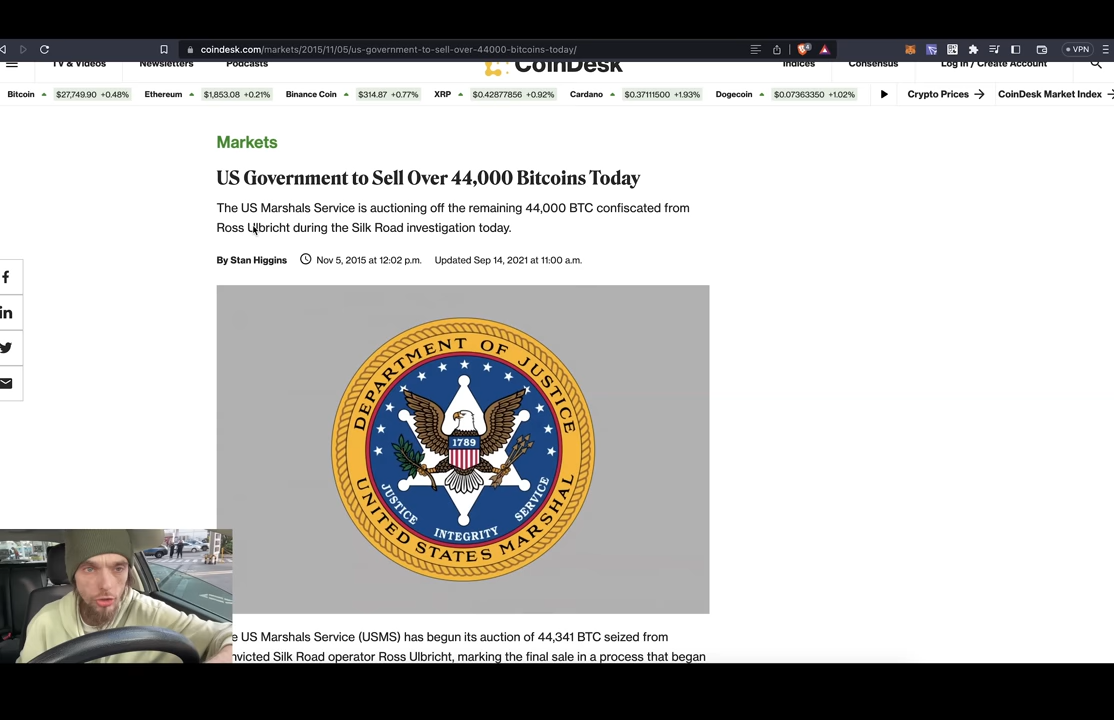 coindesk.com/markets/2015/11/05/us-government-to-sell-over-44000-bitcoins-today/
VPN
TV & Videos Newsletters Podcasts CoinDesk Indices Consensus Log In / Create Account
Bitcoin $27,749.90 +0.48% Ethereum $1,853.08 +0.21% Binance Coin $314.87 +0.77% XRP $0.42877856 +0.92% Cardano $0.37111500 +1.93% Dogecoin $0.07363350 +1.02% Crypto Prices CoinDesk Market Index
Markets
US Government to Sell Over 44,000 Bitcoins Today
The US Marshals Service is auctioning off the remaining 44,000 BTC confiscated from
Ross Ulbricht during the Silk Road investigation today.
By Stan Higgins Nov 5, 2015 at 12:02 p.m. Updated Sep 14, 2021 at 11:00 a.m.
DEPARTMENT OF JUSTICE
1789
JUSTICE INTEGRITY SERVICE
UNITED STATES MARSHAL
US Marshals Service (USMS) has begun its auction of 44,341 BTC seized from
Silk Road operator Ross Ulbricht, marking the final sale in a process that began